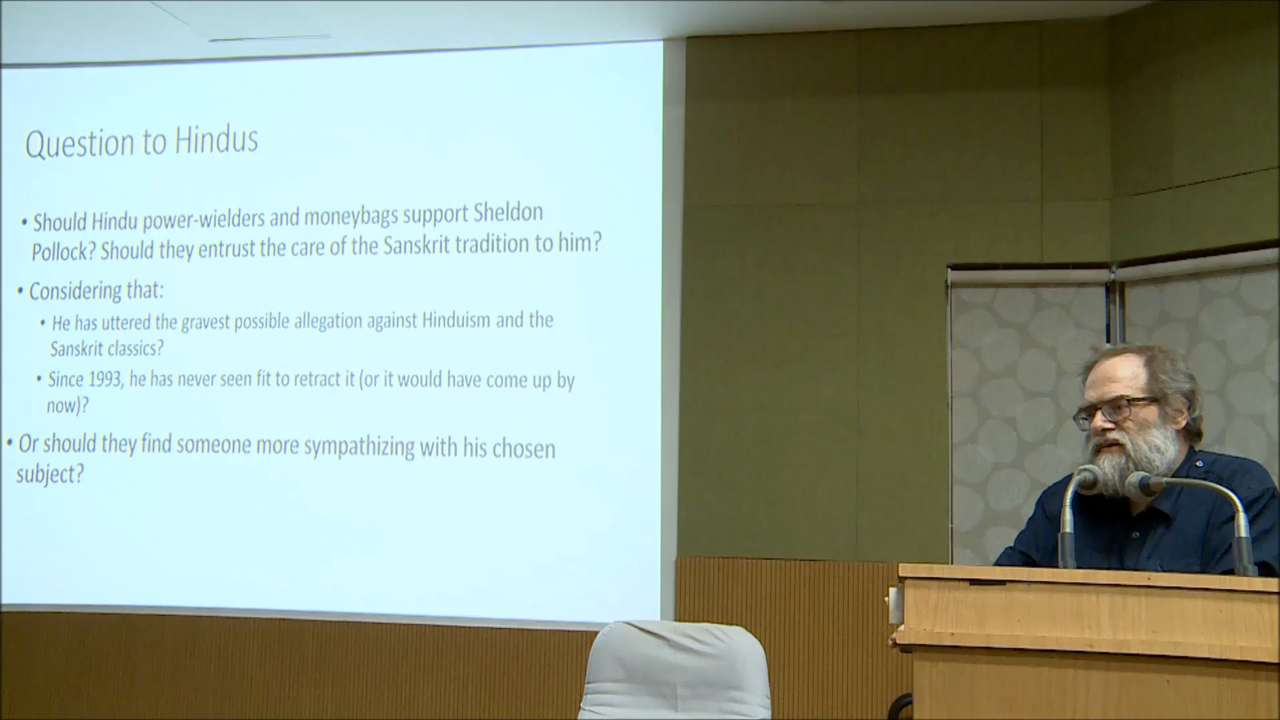 Question to Hindus
• Should Hindu power-wielders and moneybags support Sheldon
Pollock? Should they entrust the care of the Sanskrit tradition to him?
• Considering that:
• He has uttered the gravest possible allegation against Hinduism and the
Sanskrit classics?
• Since 1993, he has never seen fit to retract it (or it would have come up by
now)?
• Or should they find someone more sympathizing with his chosen
subject?